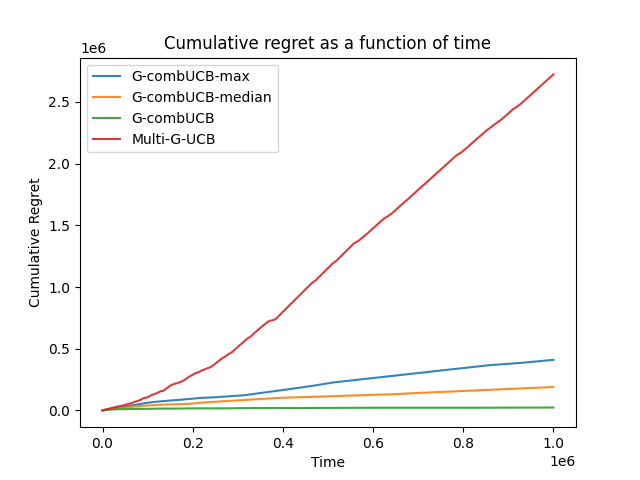 Cumulative regret as a function of time
1e6
G-combUCB-max
G-combUCB-median
G-combUCB
Multi-G-UCB
2.5
2.0
1.5
1.0
0.5
0.0
Cumulative Regret
0.0 0.2 0.4 0.6 0.8 1.0
Time
1e6